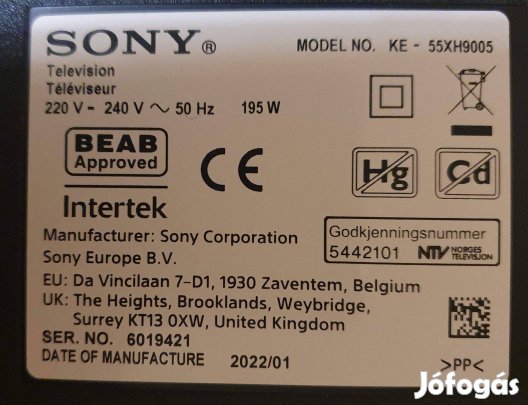 SONY®
MODEL NO. KE - 55XH9005
Television
Téléviseur
220 V - 240 V ~ 50 Hz 195 W
BEAB
Approved
CE
Hg
Cd
Intertek
Godkjenningsnummer
5442101 NTV NORGES TELEVISJON
Manufacturer: Sony Corporation
Sony Europe B.V.
EU: Da Vincilaan 7-D1, 1930 Zaventem, Belgium
UK: The Heights, Brooklands, Weybridge,
Surrey KT13 0XW, United Kingdom
SER. NO. 6019421
DATE OF MANUFACTURE 2022/01
>PP<
Jófogás